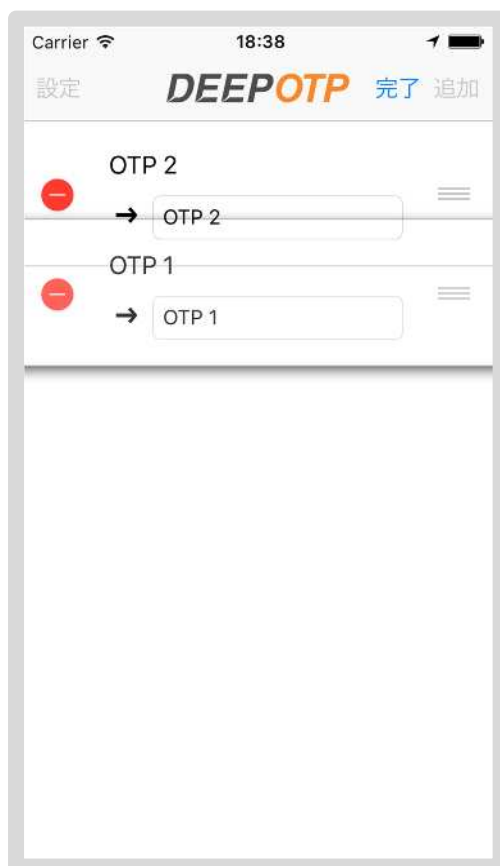 Carrier 18:38
設定 DEEPOTP 完了 追加
OTP 2
→ OTP 2
OTP 1
→ OTP 1